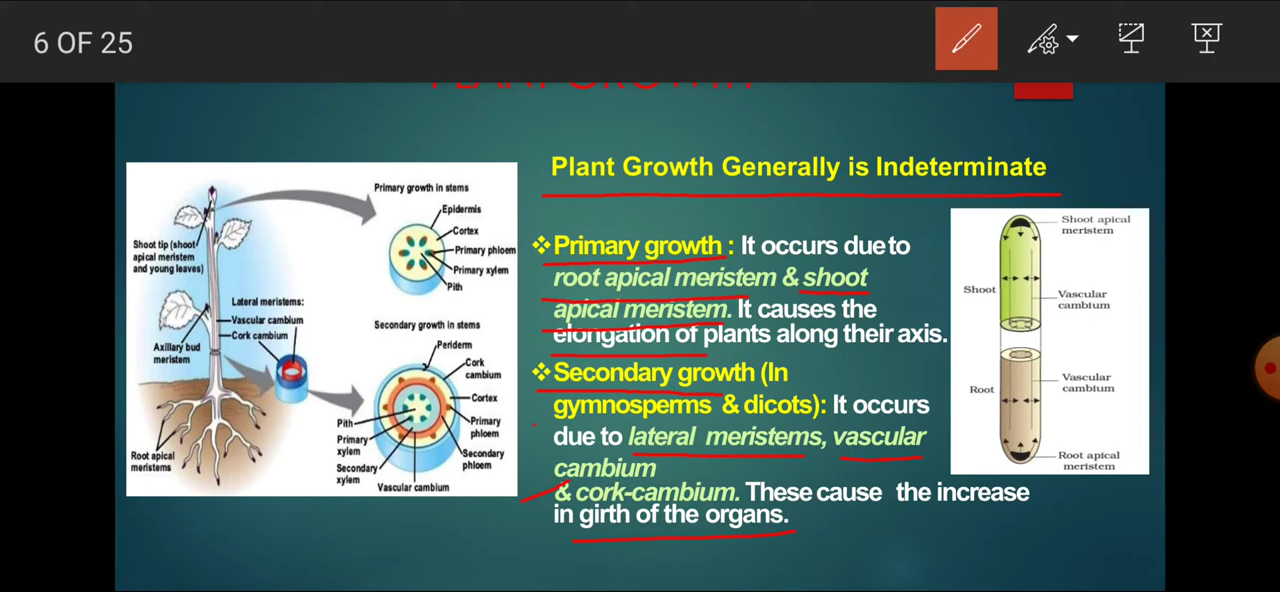 6 OF 25
PLANT GROWTH
Plant Growth Generally is Indeterminate
❖Primary growth : It occurs due to
root apical meristem & shoot
apical meristem. It causes the
elongation of plants along their axis.
❖Secondary growth (In
gymnosperms & dicots): It occurs
due to lateral meristems, vascular
cambium
& cork-cambium. These cause the increase
in girth of the organs.
Primary growth in stems
Epidermis
Cortex
Primary phloem
Primary xylem
Pith
Shoot tip (shoot
apical meristem
and young leaves)
Lateral meristems:
Vascular cambium
Cork cambium
Axillary bud
meristem
Root apical
meristems
Secondary growth in stems
Periderm
Cork
cambium
Cortex
Primary
phloem
Secondary
phloem
Pith
Primary
xylem
Secondary
xylem
Vascular cambium
Shoot apical
meristem
Shoot
Vascular
cambium
Root
Vascular
cambium
Root apical
meristem